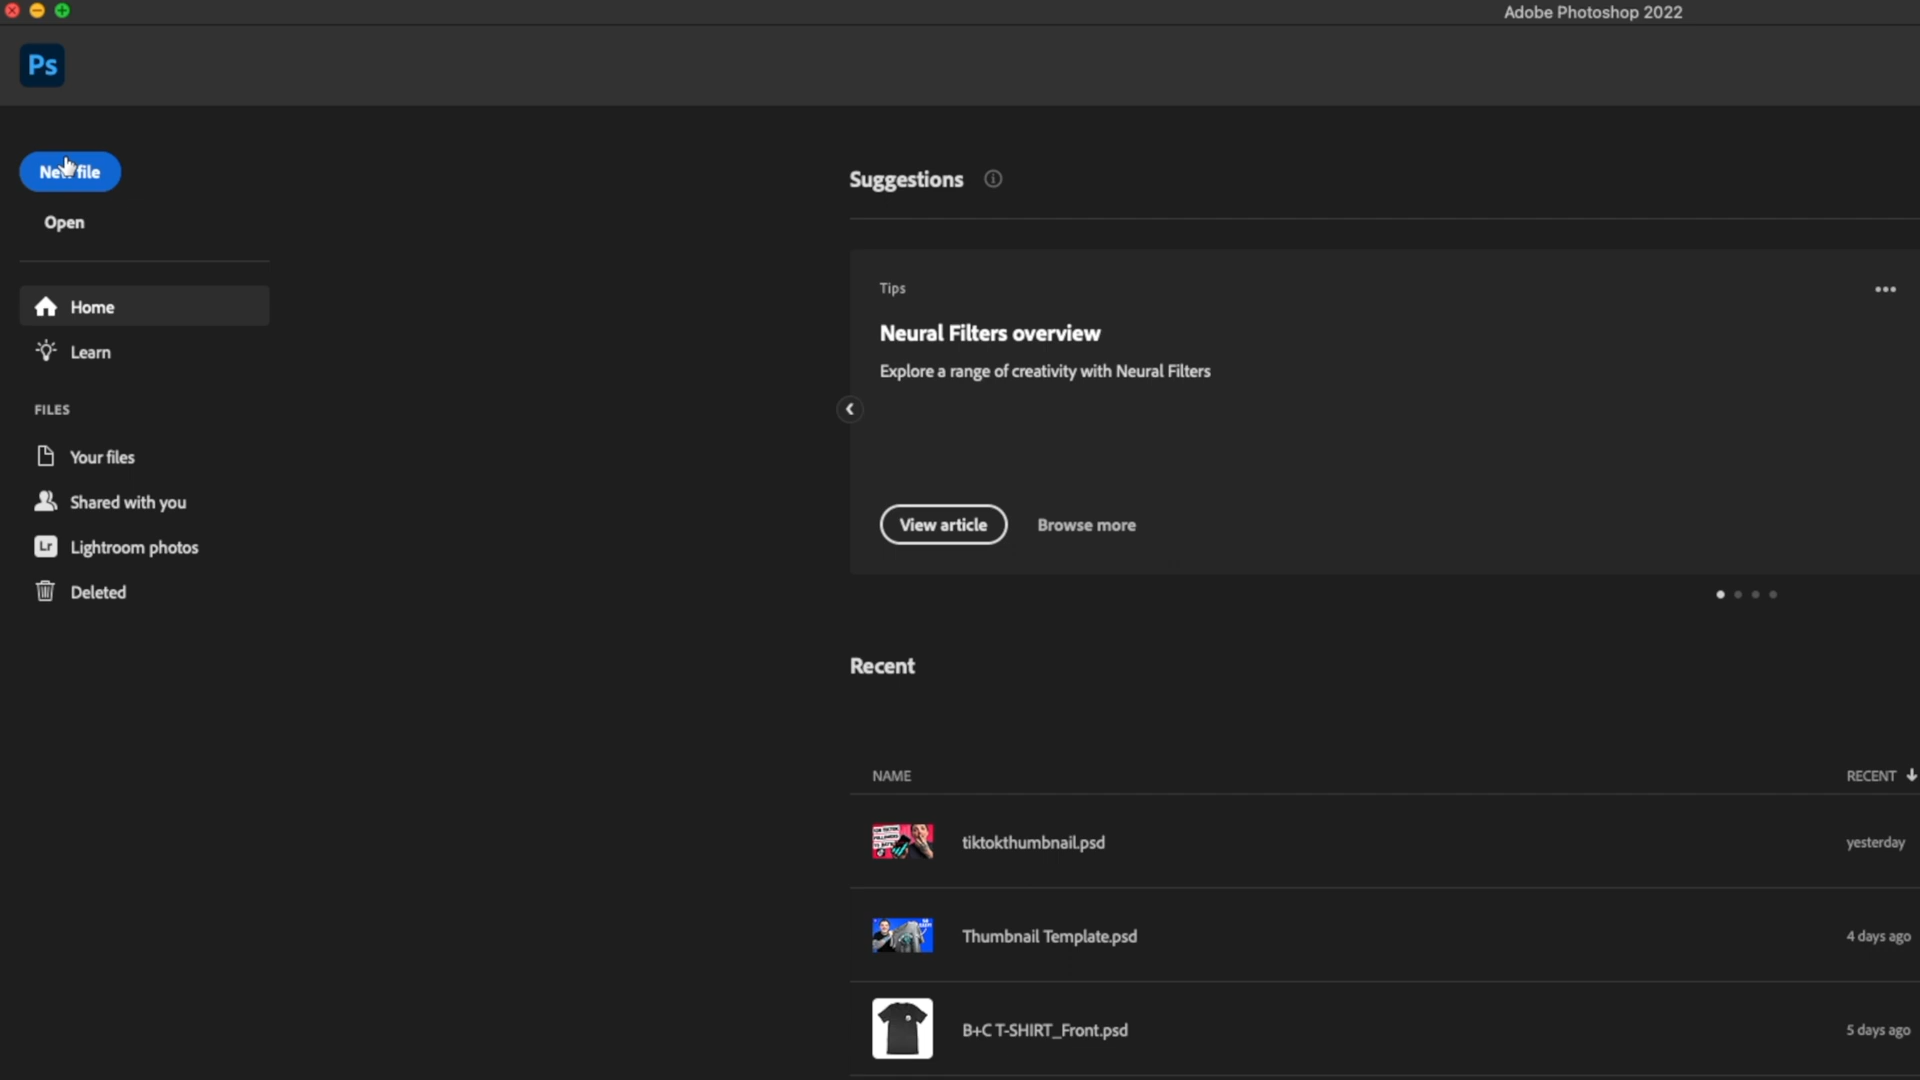 Adobe Photoshop 2022
Ps
New file
Open
Home
Learn
FILES
Your files
Shared with you
Lr Lightroom photos
Deleted
Suggestions
Tips
Neural Filters overview
Explore a range of creativity with Neural Filters
View article Browse more
Recent
NAME RECENT
tiktokthumbnail.psd yesterday
Thumbnail Template.psd 4 days ago
B+C T-SHIRT_Front.psd 5 days ago